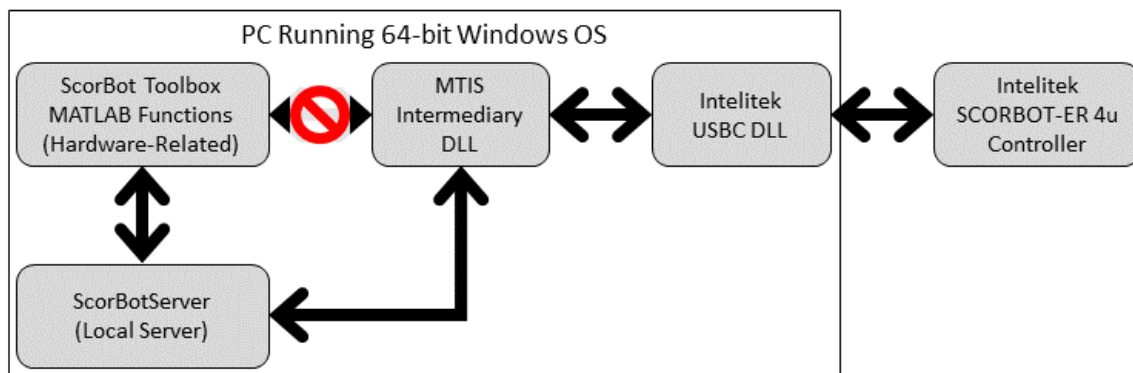 PC Running 64-bit Windows OS
ScorBot Toolbox
MATLAB Functions
(Hardware-Related)
MTIS
Intermediary
DLL
Intelitek
USBC DLL
Intelitek
SCORBOT-ER 4u
Controller
ScorBotServer
(Local Server)